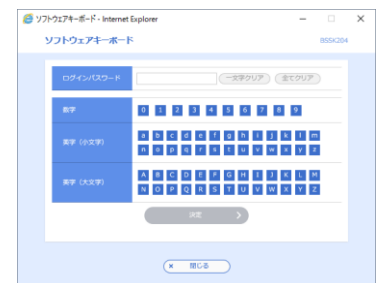 ソフトウェアキーボード - Internet Explorer
ソフトウェアキーボード BSSK204
ログインパスワード 一文字クリア 全てクリア
数字 0 1 2 3 4 5 6 7 8 9
英字（小文字） a b c d e f g h i j k l m
n o p q r s t u v w x y z
英字（大文字） A B C D E F G H I J K L M
N O P Q R S T U V W X Y Z
決定
× 閉じる